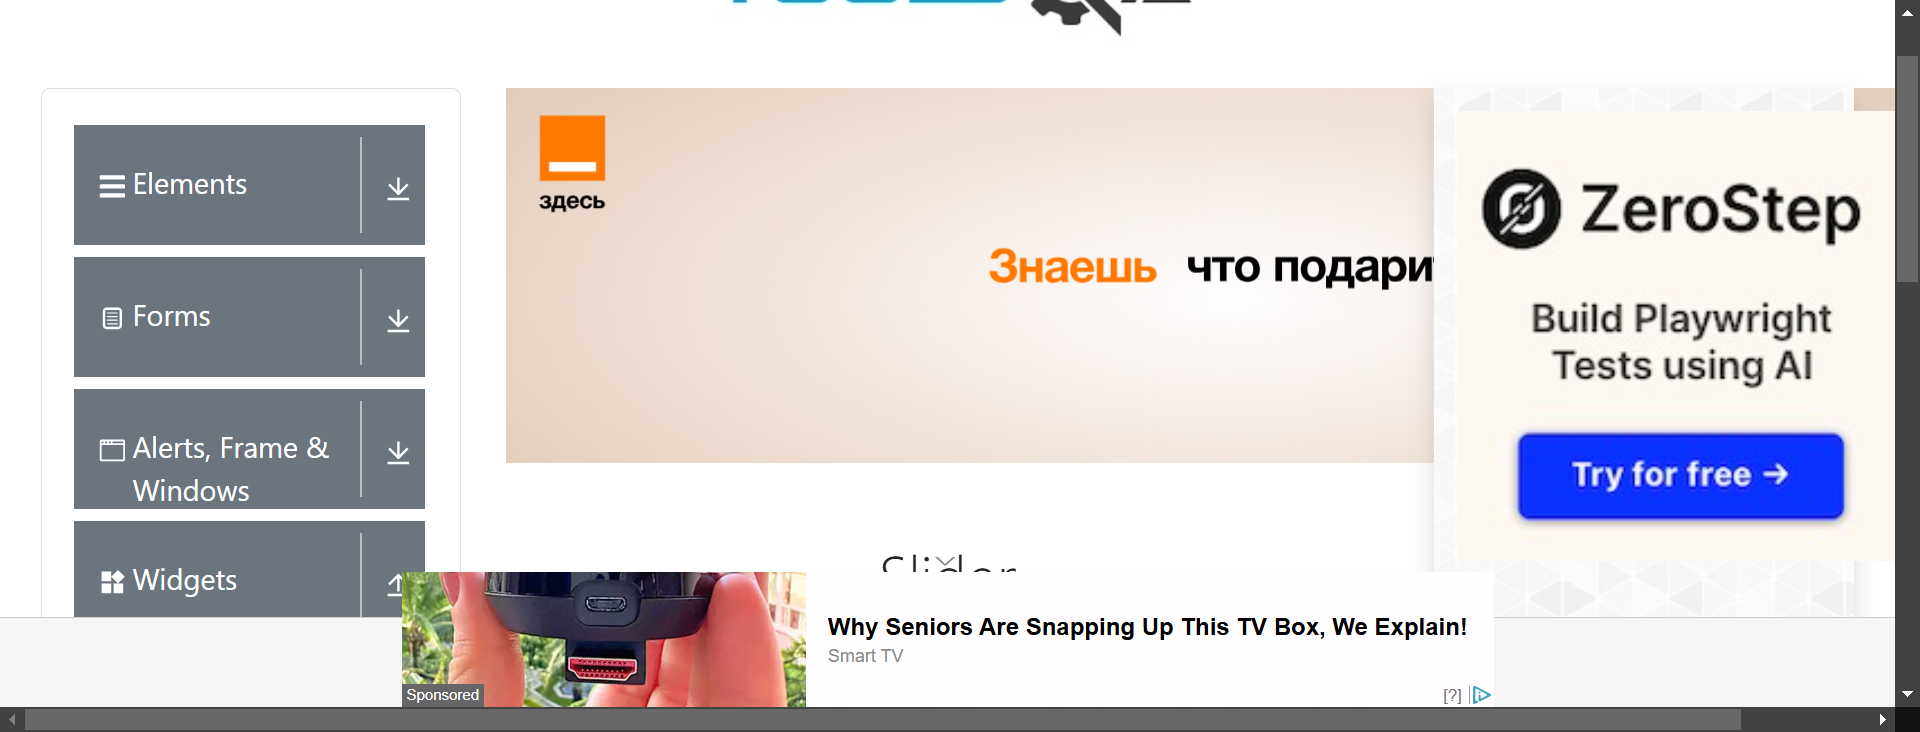 Elements
Forms
Alerts, Frame &
Windows
Widgets
здесь
Знаешь что подари
ZeroStep
Build Playwright
Tests using AI
Try for free →
Why Seniors Are Snapping Up This TV Box, We Explain!
Smart TV
Sponsored
[?]